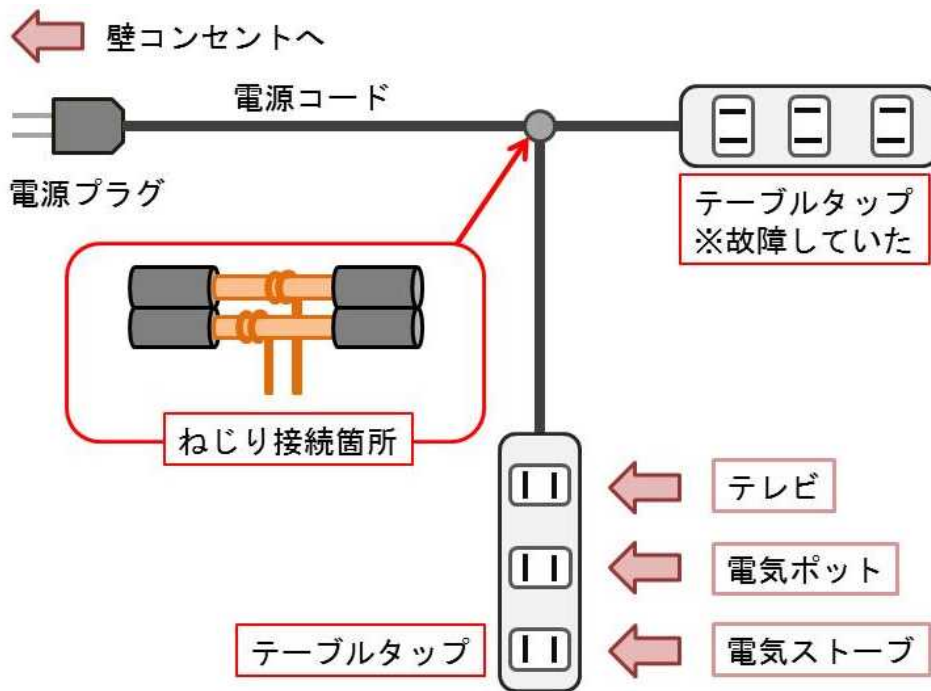 壁コンセントへ
電源コード
電源プラグ
テーブルタップ
※故障していた
ねじり接続箇所
テレビ
電気ポット
テーブルタップ
電気ストーブ